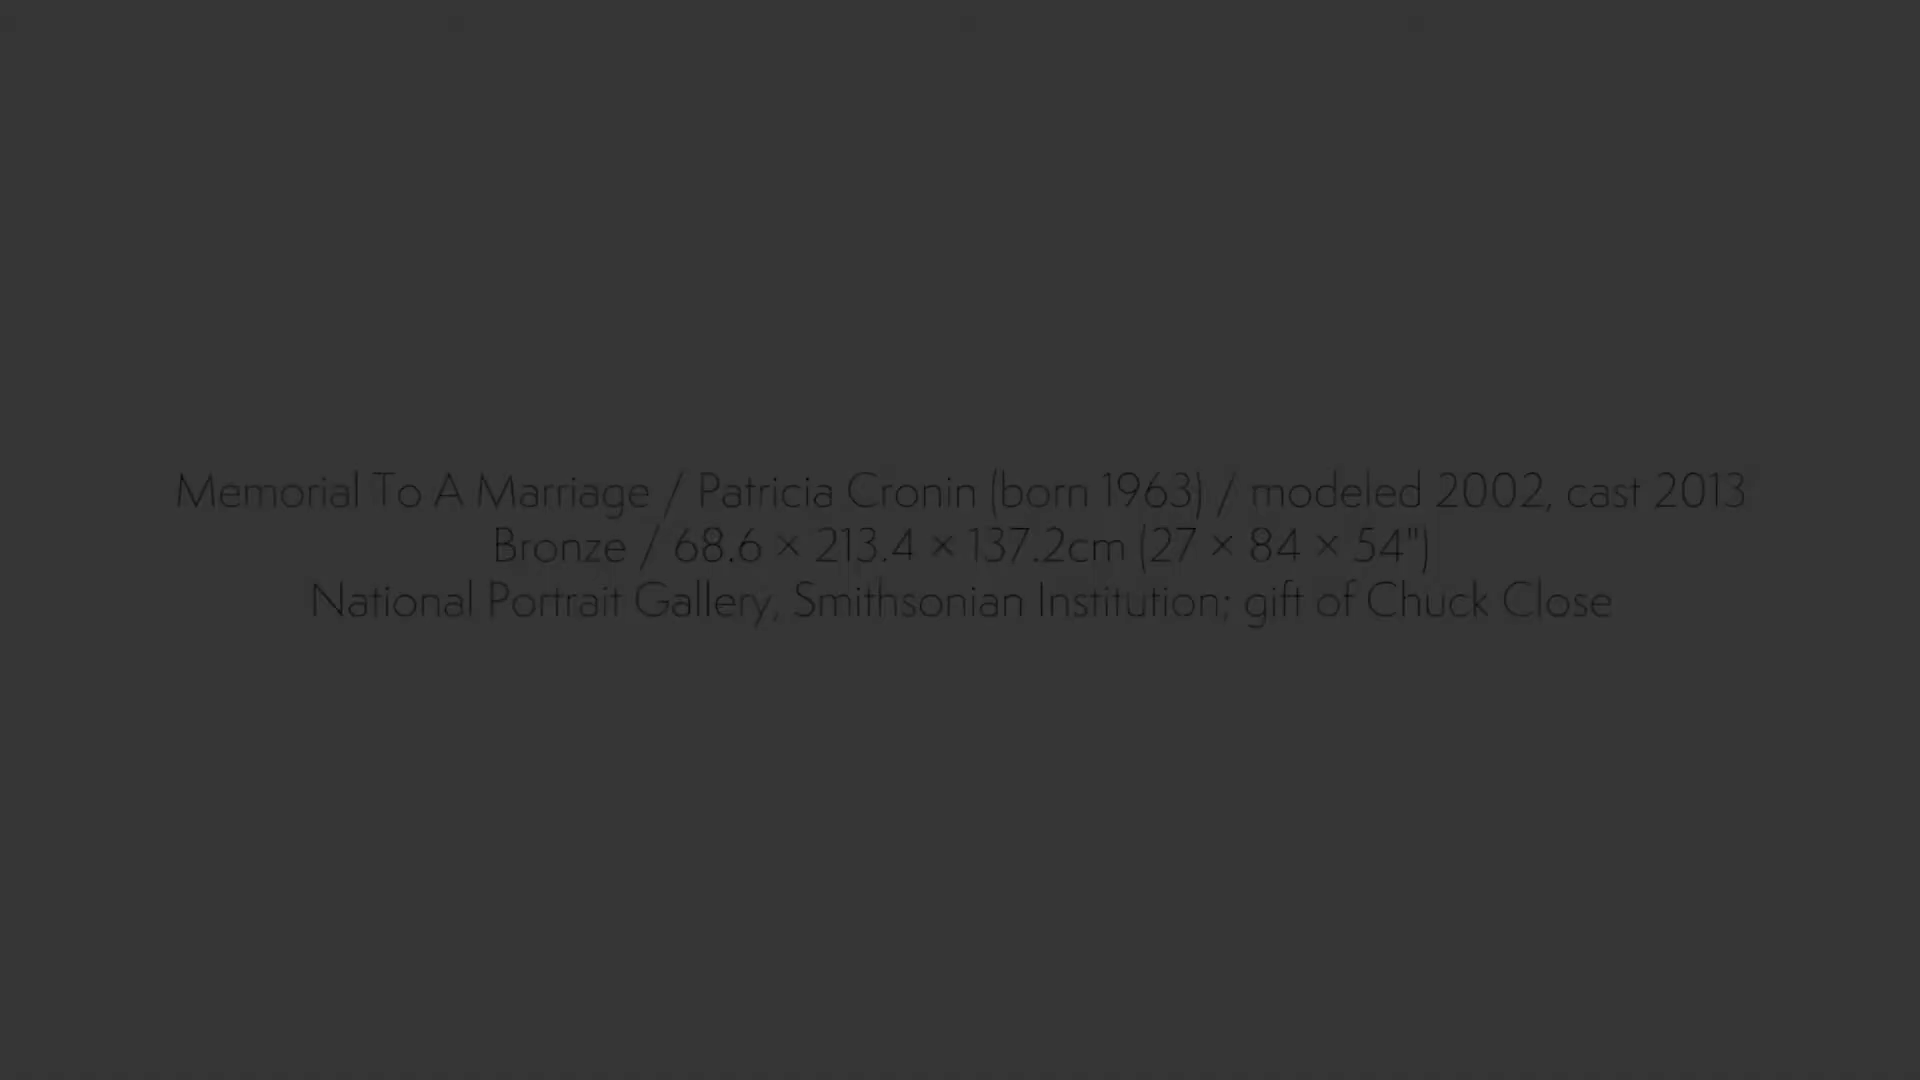 Memorial To A Marriage / Patricia Cronin (born 1963) / modeled 2002, cast 2013
Bronze / 68.6 × 213.4 × 137.2cm (27 × 84 × 54")
National Portrait Gallery, Smithsonian Institution; gift of Chuck Close